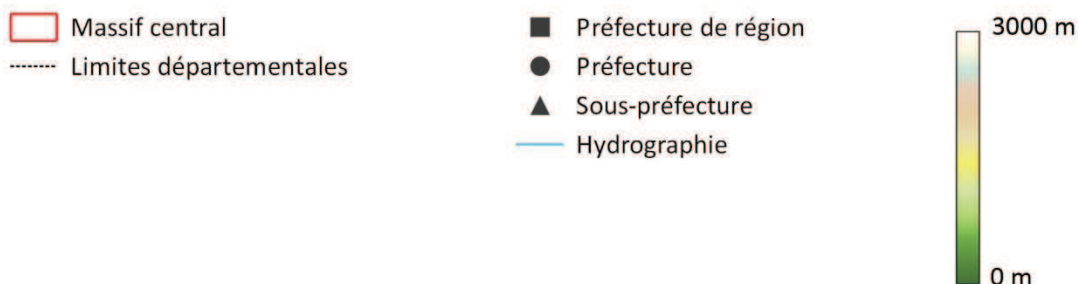 Massif central
Limites départementales
Préfecture de région
Préfecture
Sous-préfecture
Hydrographie
3000 m
0 m